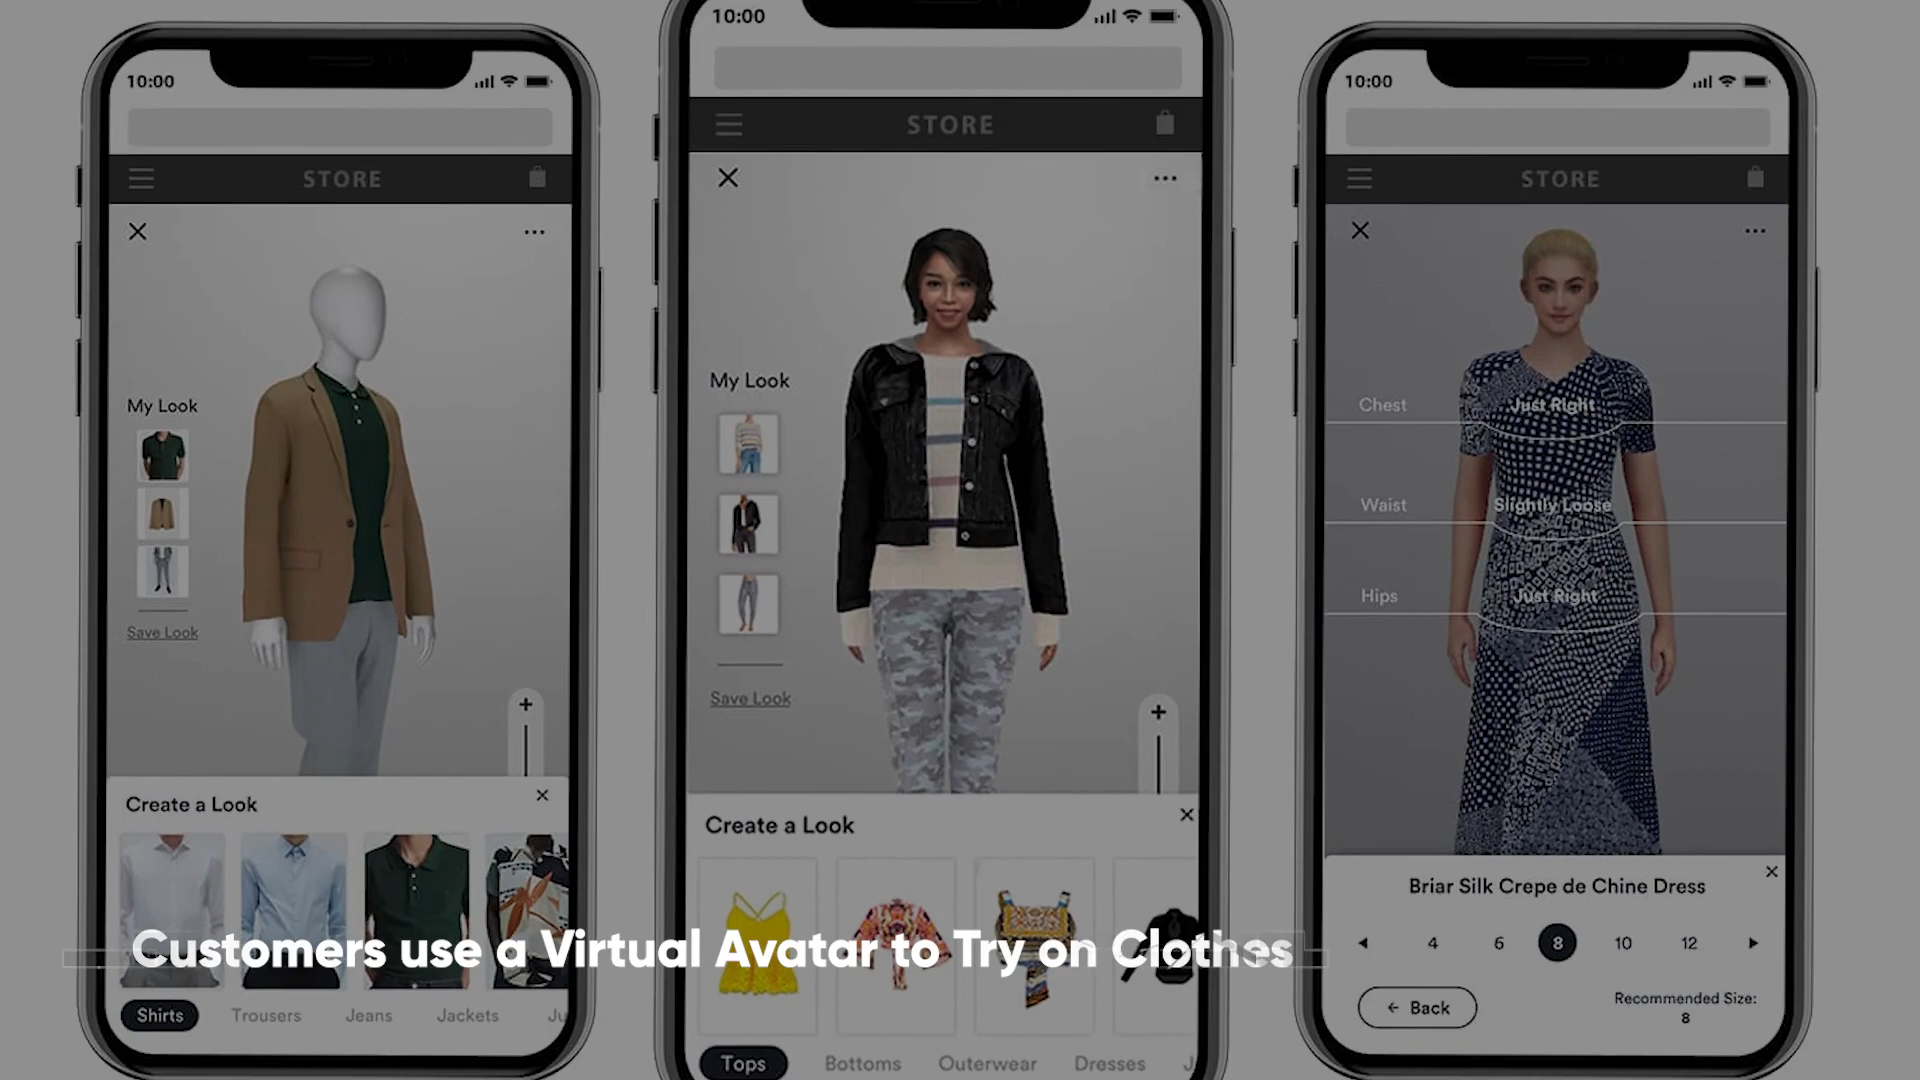 10:00
STORE
My Look
Save Look
Create a Look
Shirts
Trousers
Jeans
Jackets
10:00
STORE
My Look
Save Look
Create a Look
Tops
Bottoms
Outerwear
Dresses
10:00
STORE
Chest
Just Right
Waist
Slightly Loose
Hips
Just Right
Briar Silk Crepe de Chine Dress
4 6 8 10 12
Back
Recommended Size:
8
Customers use a Virtual Avatar to Try on Clothes